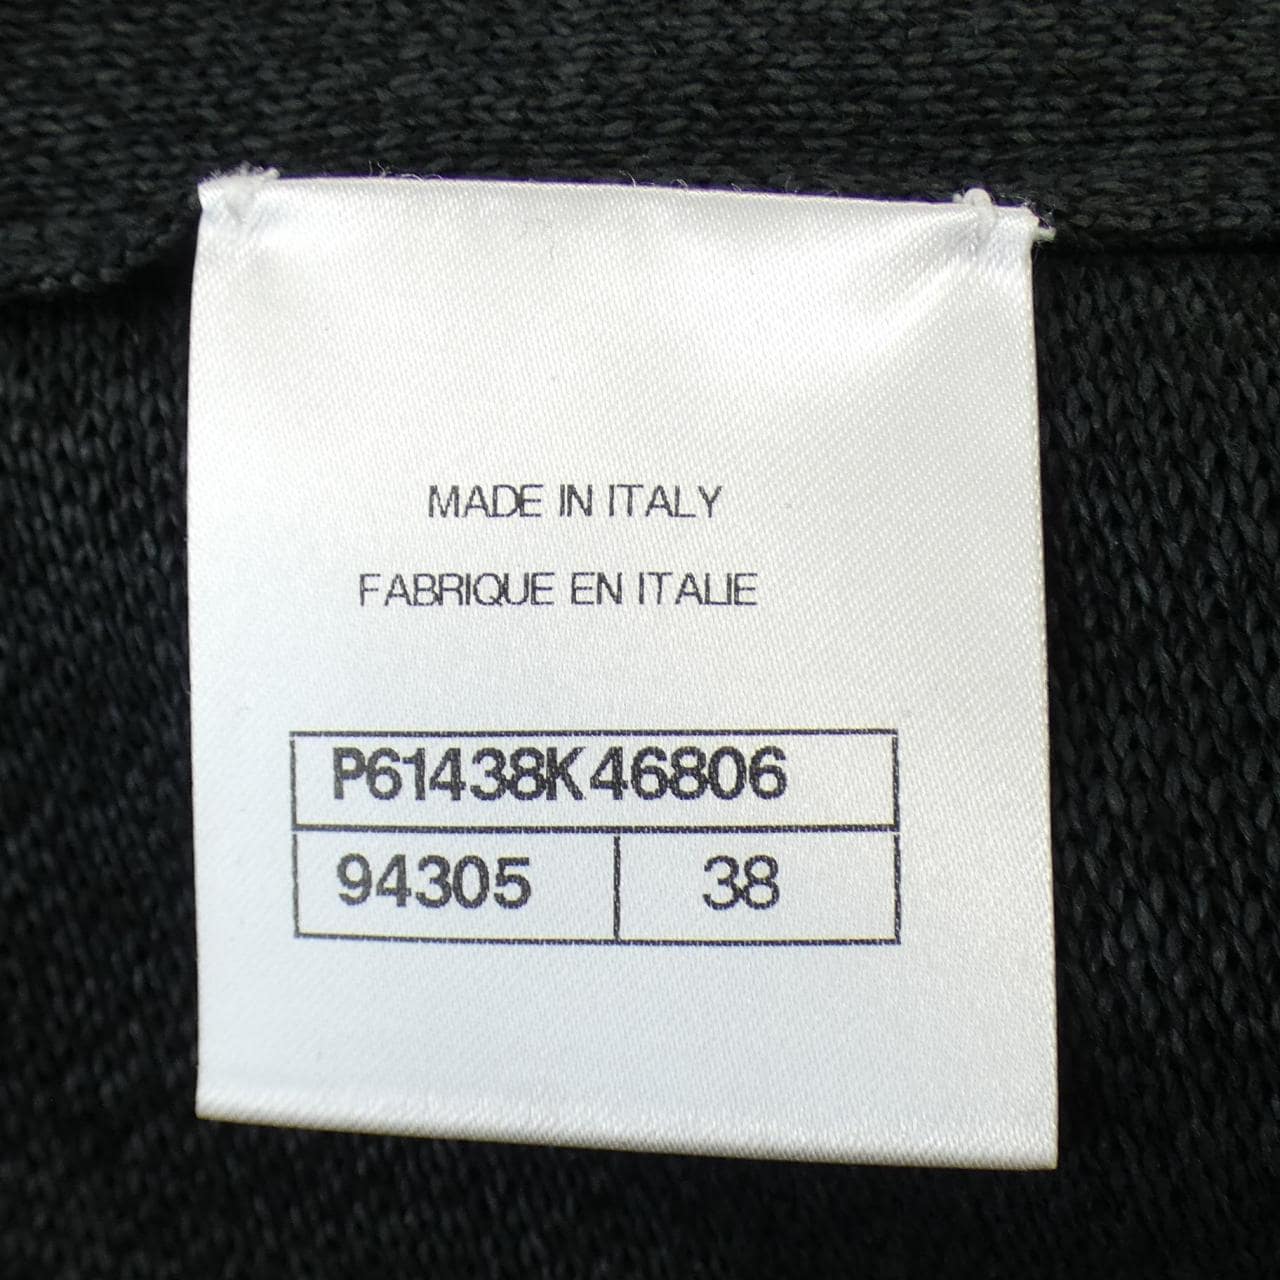 MADE IN ITALY
FABRIQUE EN ITALIE
P61438K46806
94305 38